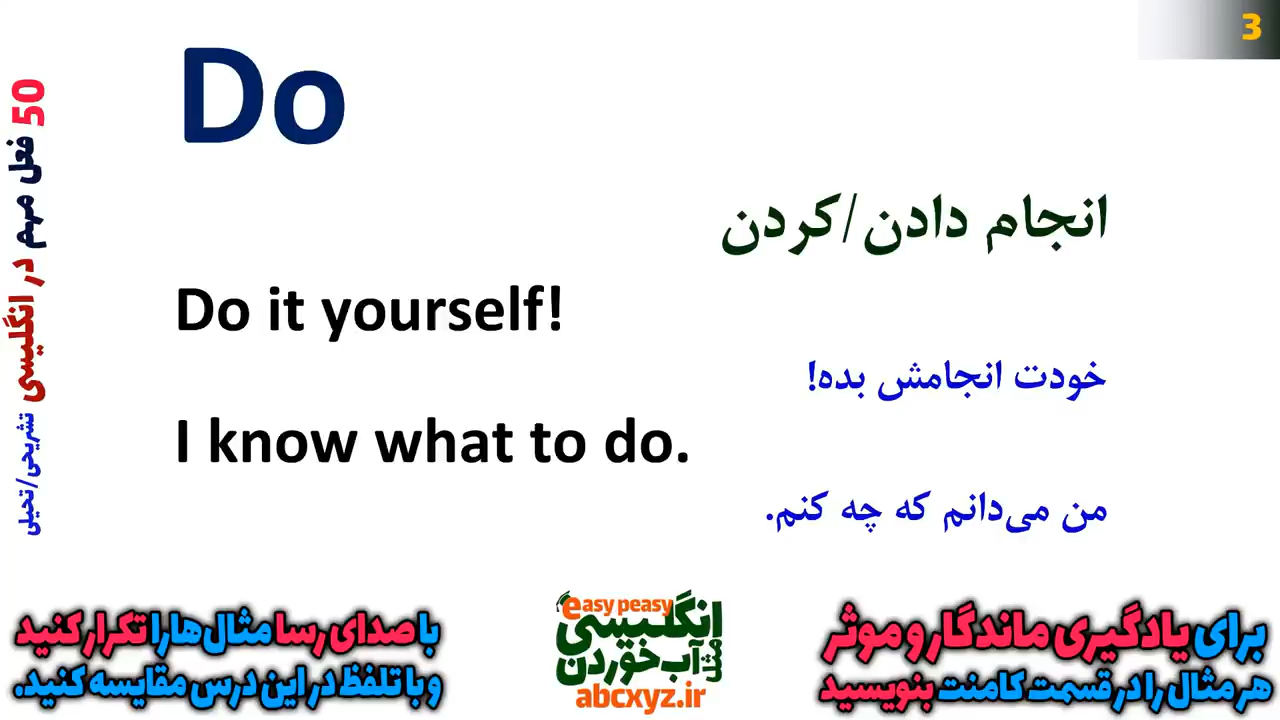 3
Do
انجام دادن/کردن
Do it yourself!
خودت انجامش بده!
I know what to do.
من می‌دانم که چه کنم.
50 فعل مهم در انگلیسی تشریحی/تحیلی
برای یادگیری ماندگار و موثر
هر مثال را در قسمت کامنت بنویسید
easy peasy
انگلیسی
مثل
آب خوردن
abcxyz.ir
با صدای رسا مثال‌ها را تکرار کنید
و با تلفظ در این درس مقایسه کنید.